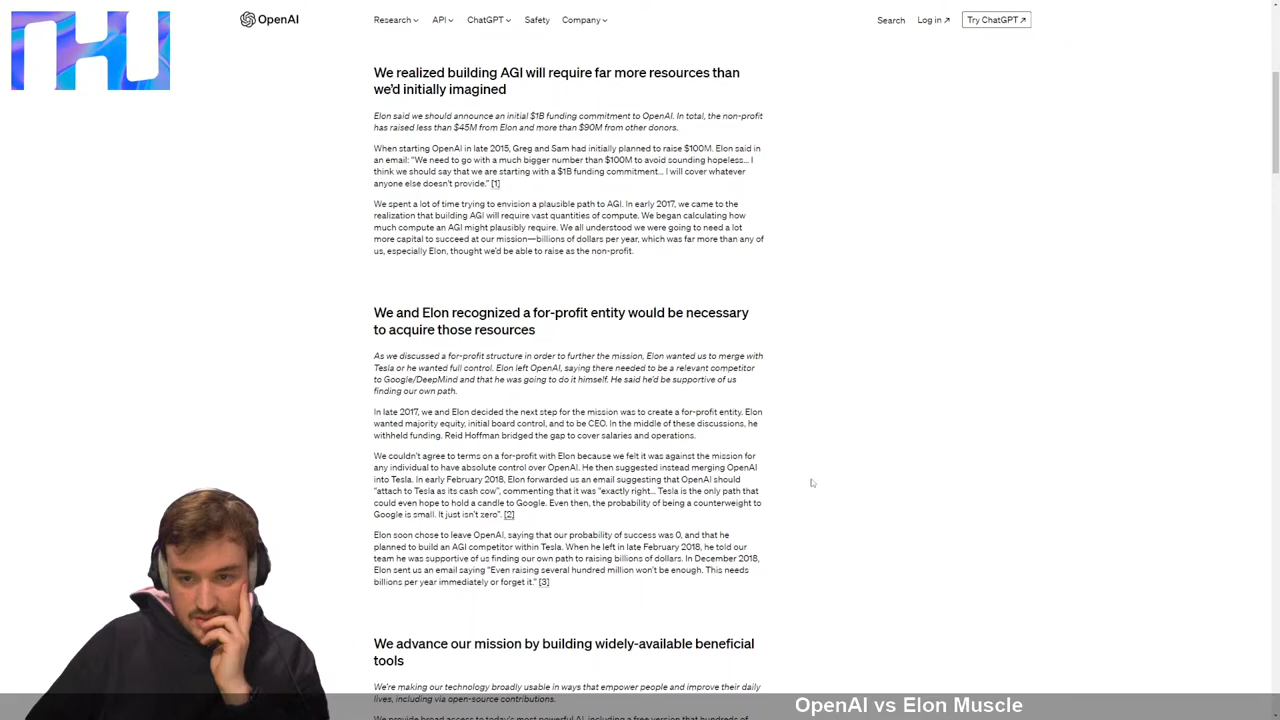 OpenAI
Research
API
ChatGPT
Safety
Company
Search
Log in ↗
Try ChatGPT ↗
We realized building AGI will require far more resources than
we’d initially imagined
Elon said we should announce an initial $1B funding commitment to OpenAI. In total, the non-profit
has raised less than $45M from Elon and more than $90M from other donors.
When starting OpenAI in late 2015, Greg and Sam had initially planned to raise $100M. Elon said in
an email: “We need to go with a much bigger number than $100M to avoid sounding hopeless… I
think we should say that we are starting with a $1B funding commitment… I will cover whatever
anyone else doesn’t provide.” [1]
We spent a lot of time trying to envision a plausible path to AGI. In early 2017, we came to the
realization that building AGI will require vast quantities of compute. We began calculating how
much compute an AGI might plausibly require. We all understood we were going to need a lot
more capital to succeed at our mission—billions of dollars per year, which was far more than any of
us, especially Elon, thought we’d be able to raise as the non-profit.
We and Elon recognized a for-profit entity would be necessary
to acquire those resources
As we discussed a for-profit structure in order to further the mission, Elon wanted us to merge with
Tesla or he wanted full control. Elon left OpenAI, saying there needed to be a relevant competitor
to Google/DeepMind and that he was going to do it himself. He said he’d be supportive of us
finding our own path.
In late 2017, we and Elon decided the next step for the mission was to create a for-profit entity. Elon
wanted majority equity, initial board control, and to be CEO. In the middle of these discussions, he
withheld funding. Reid Hoffman bridged the gap to cover salaries and operations.
We couldn’t agree to terms on a for-profit with Elon because we felt it was against the mission for
any individual to have absolute control over OpenAI. He then suggested instead merging OpenAI
into Tesla. In early February 2018, Elon forwarded us an email suggesting that OpenAI should
“attach to Tesla as its cash cow”, commenting that it was “exactly right… Tesla is the only path that
could even hope to hold a candle to Google. Even then, the probability of being a counterweight to
Google is small. It just isn’t zero”. [2]
Elon soon chose to leave OpenAI, saying that our probability of success was 0, and that he
planned to build an AGI competitor within Tesla. When he left in late February 2018, he told our
team he was supportive of us finding our own path to raising billions of dollars. In December 2018,
Elon sent us an email saying “Even raising several hundred million won’t be enough. This needs
billions per year immediately or forget it.” [3]
We advance our mission by building widely-available beneficial
tools
We’re making our technology broadly usable in ways that empower people and improve their daily
lives, including via open-source contributions.
We provide broad access to today's most powerful AI, including a free version that hundreds of
OpenAI vs Elon Muscle